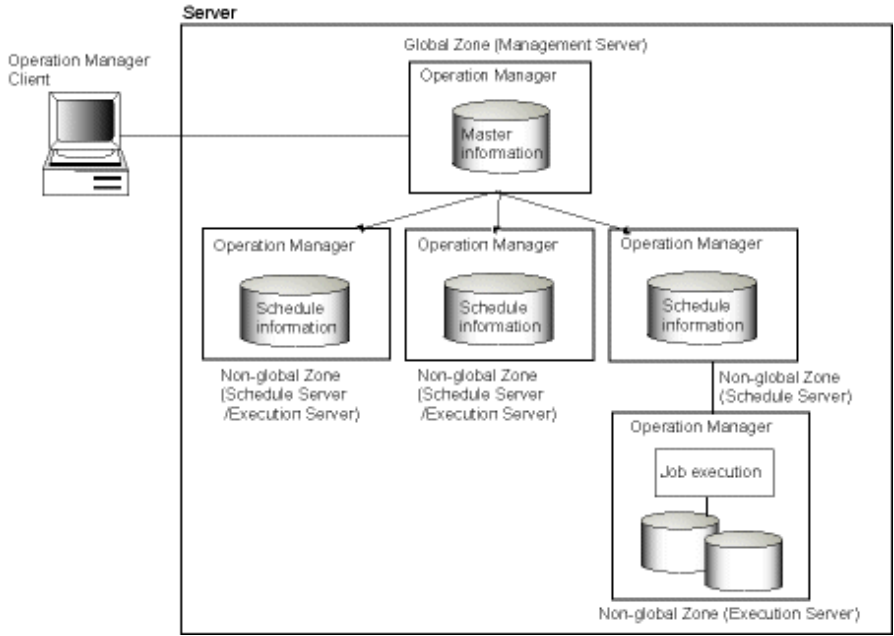 Server
Operation Manager
Client
Global Zone (Management Server)
Operation Manager
Master
information
Operation Manager
Schedule
information
Non-global Zone
(Schedule Server
/Execution Server)
Operation Manager
Schedule
information
Non-global Zone
(Schedule Server
/Execution Server)
Operation Manager
Schedule
information
Non-global Zone
(Schedule Server)
Operation Manager
Job execution
Non-global Zone (Execution Server)